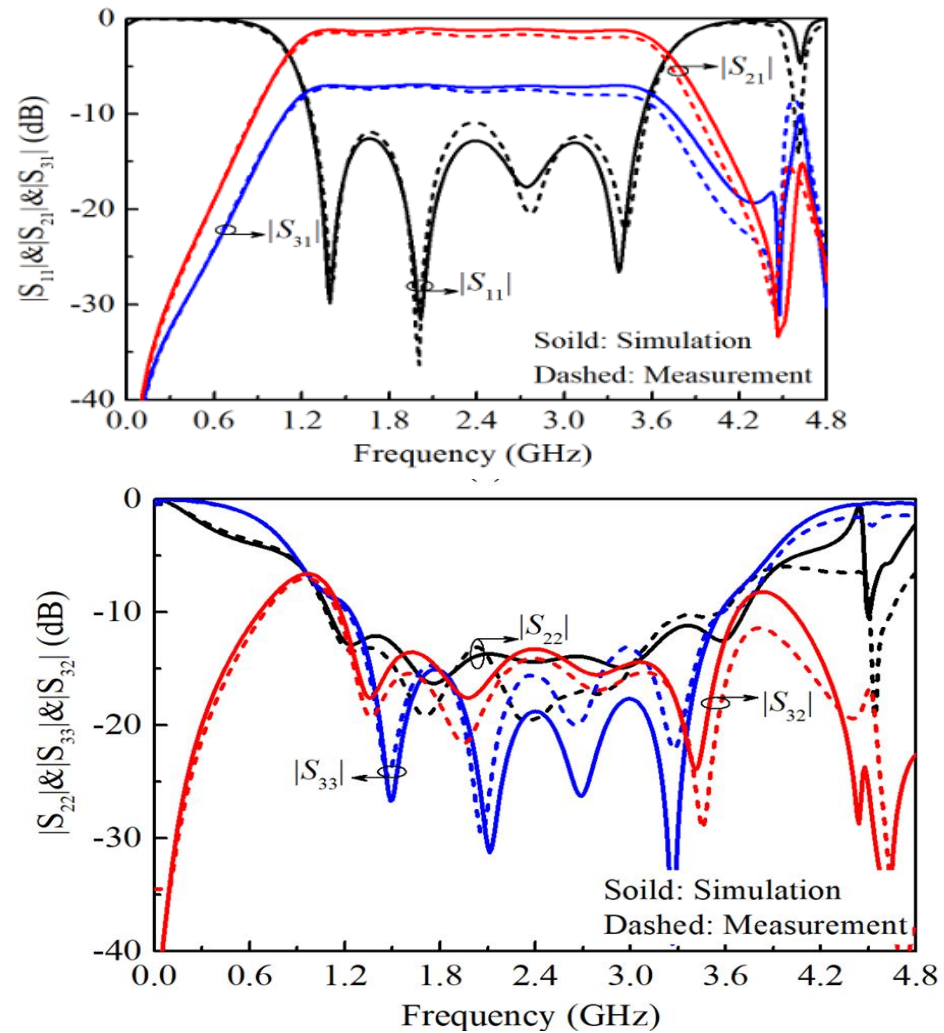 |S11|&|S21|&|S31| (dB)
0
-10
-20
-30
-40
|S21|
|S31|
|S11|
Soild: Simulation
Dashed: Measurement
0.0 0.6 1.2 1.8 2.4 3.0 3.6 4.2 4.8
Frequency (GHz)
|S22|&|S33|&|S32| (dB)
0
-10
-20
-30
-40
|S22|
|S32|
|S33|
Soild: Simulation
Dashed: Measurement
0.0 0.6 1.2 1.8 2.4 3.0 3.6 4.2 4.8
Frequency (GHz)